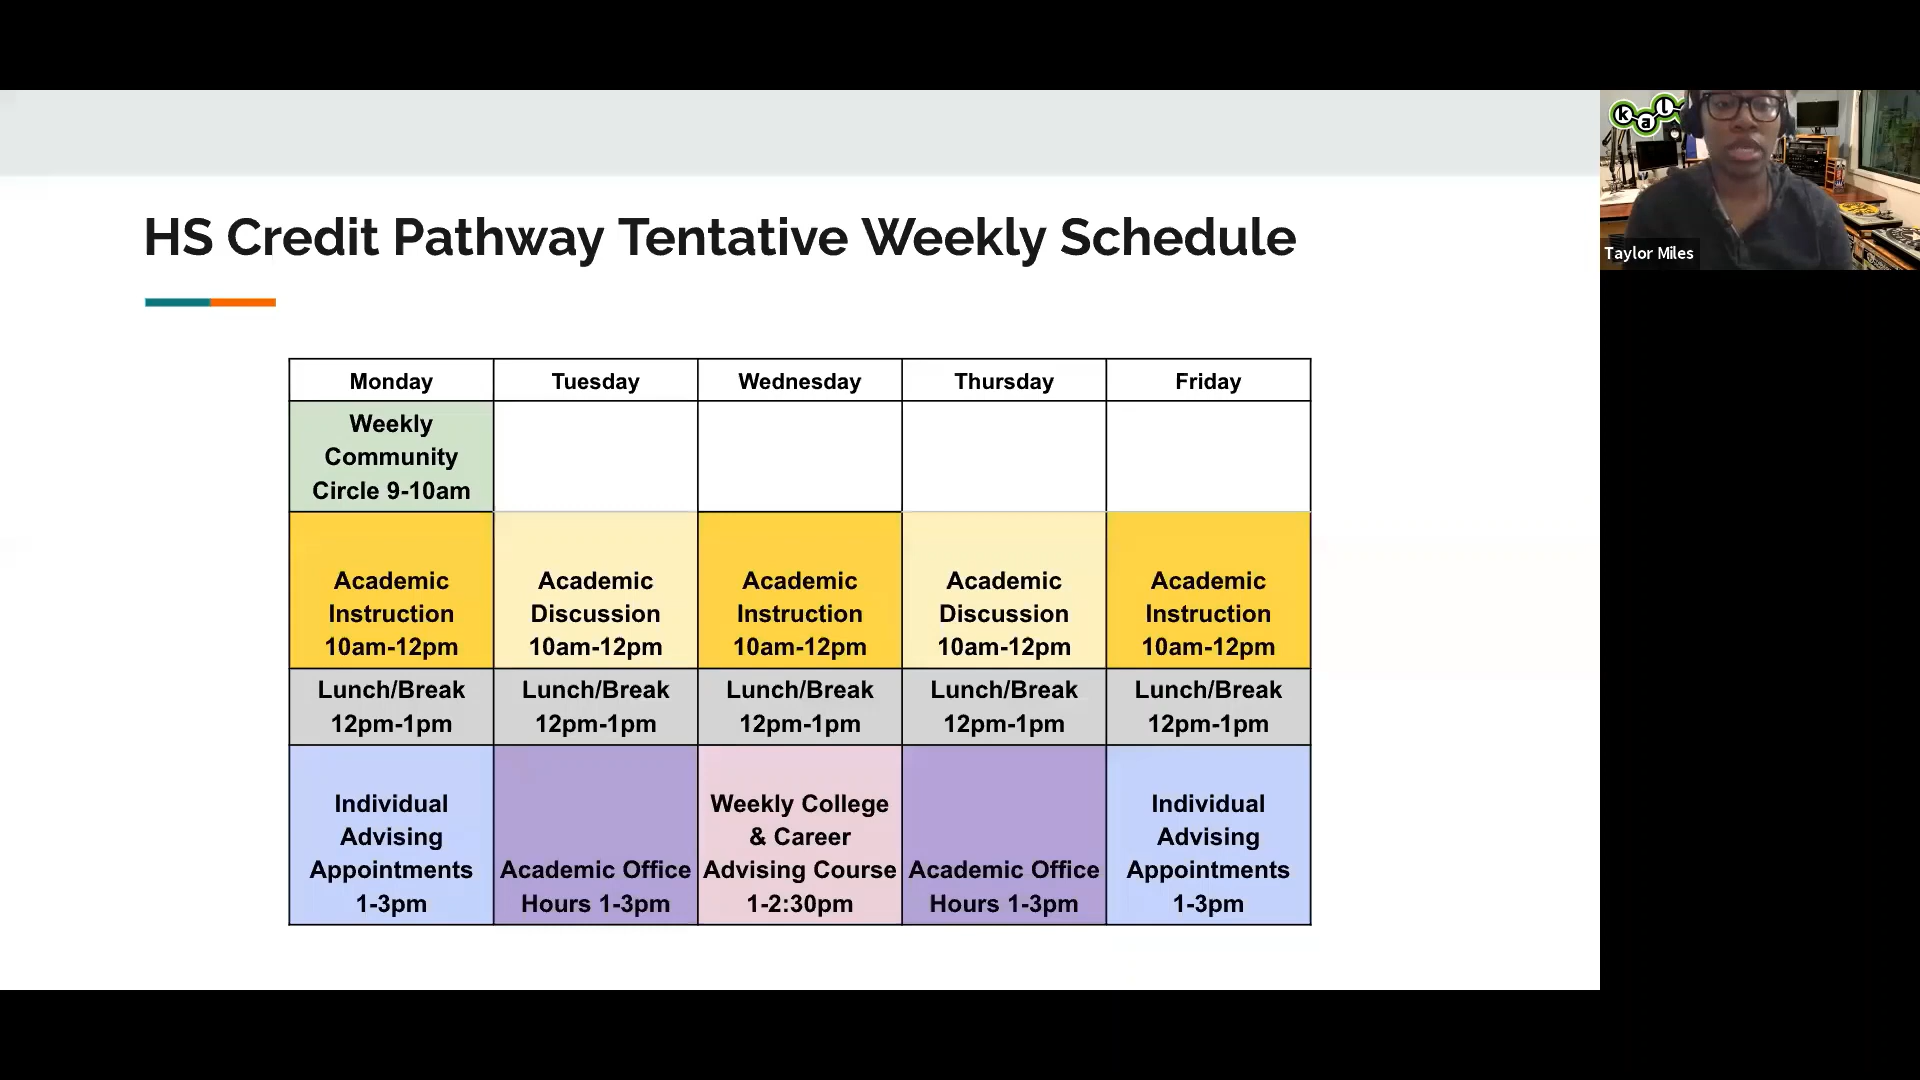 HS Credit Pathway Tentative Weekly Schedule
Monday
Tuesday
Wednesday
Thursday
Friday
Weekly
Community
Circle 9-10am
Academic
Instruction
10am-12pm
Academic
Discussion
10am-12pm
Academic
Instruction
10am-12pm
Academic
Discussion
10am-12pm
Academic
Instruction
10am-12pm
Lunch/Break
12pm-1pm
Lunch/Break
12pm-1pm
Lunch/Break
12pm-1pm
Lunch/Break
12pm-1pm
Lunch/Break
12pm-1pm
Individual
Advising
Appointments
1-3pm
Academic Office
Hours 1-3pm
Weekly College
& Career
Advising Course
1-2:30pm
Academic Office
Hours 1-3pm
Individual
Advising
Appointments
1-3pm
kal
Taylor Miles